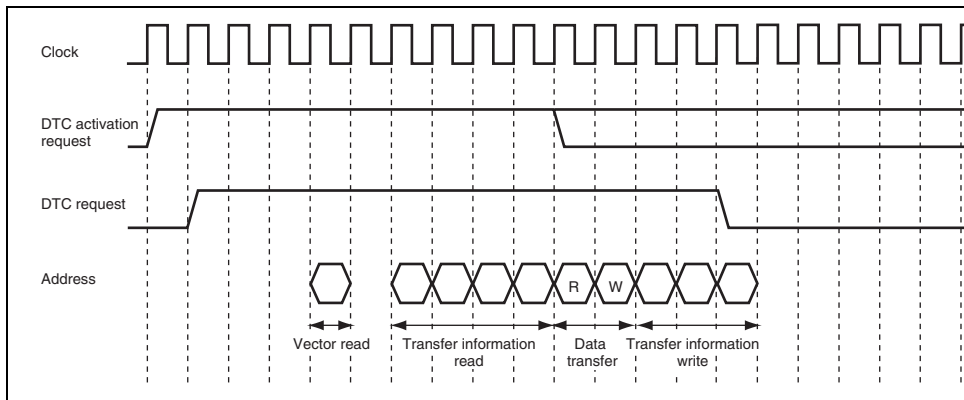 Clock
DTC activation
request
DTC request
Address
R
W
Vector read
Transfer information
read
Data
transfer
Transfer information
write